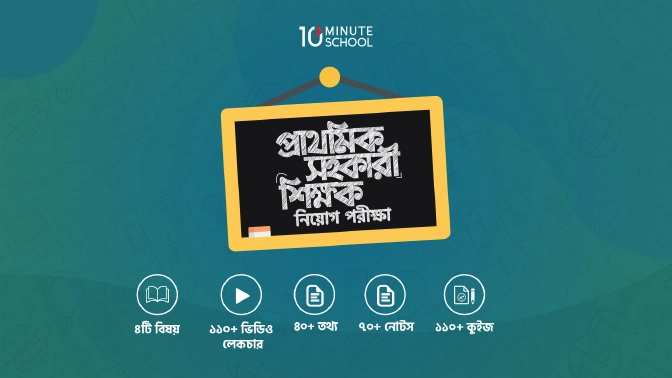 10 MINUTE
SCHOOL
প্রাথমিক
সহকারী
শিক্ষক
নিয়োগ পরীক্ষা
৪টি বিষয়
১১০+ ভিডিও
লেকচার
৪০+ তথ্য
৭০+ নোটস
১১০+ কুইজ